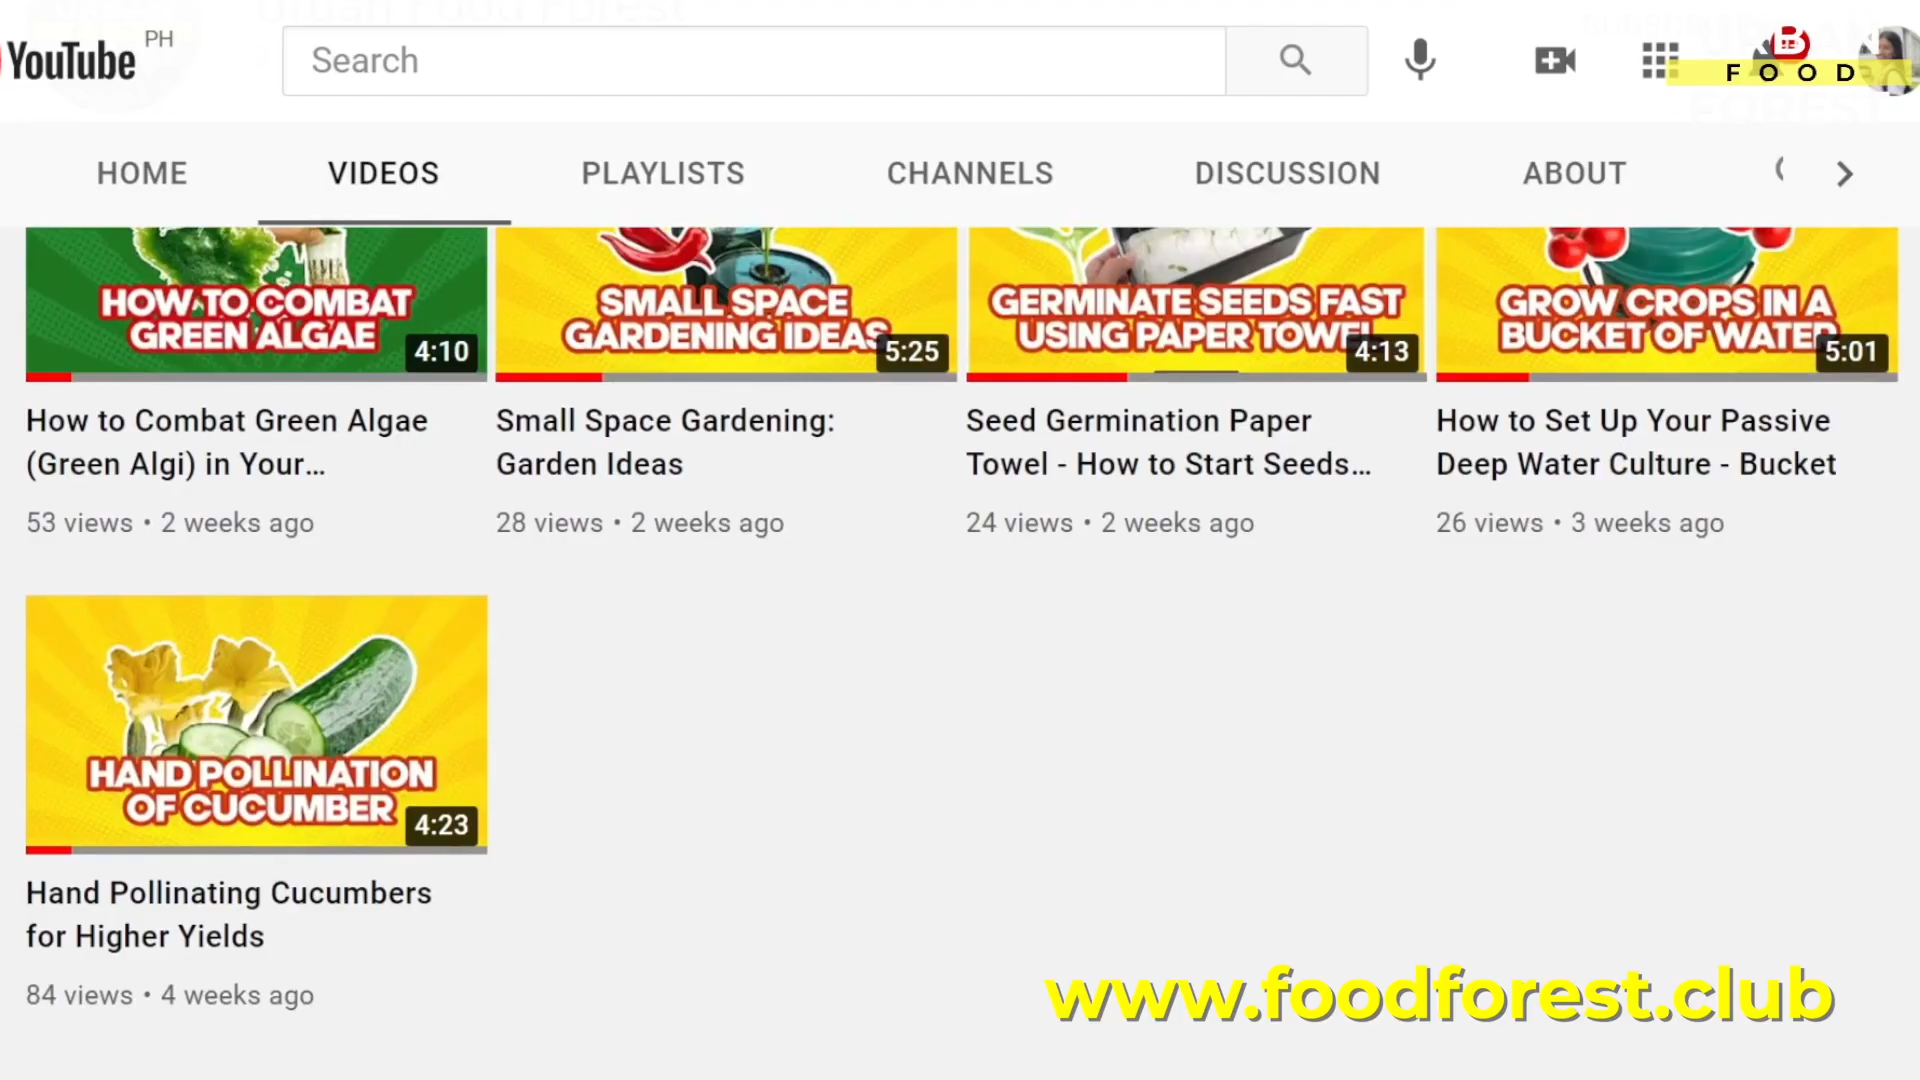 Urban Food Forest
YouTube PH
Search
B
FOOD
FOREST
HOME
VIDEOS
PLAYLISTS
CHANNELS
DISCUSSION
ABOUT
HOW TO COMBAT
GREEN ALGAE
4:10
SMALL SPACE
GARDENING IDEAS
5:25
GERMINATE SEEDS FAST
USING PAPER TOWEL
4:13
GROW CROPS IN A
BUCKET OF WATER
5:01
How to Combat Green Algae
(Green Algi) in Your...
53 views • 2 weeks ago
Small Space Gardening:
Garden Ideas
28 views • 2 weeks ago
Seed Germination Paper
Towel - How to Start Seeds...
24 views • 2 weeks ago
How to Set Up Your Passive
Deep Water Culture - Bucket
26 views • 3 weeks ago
HAND POLLINATION
OF CUCUMBER
4:23
Hand Pollinating Cucumbers
for Higher Yields
84 views • 4 weeks ago
www.foodforest.club